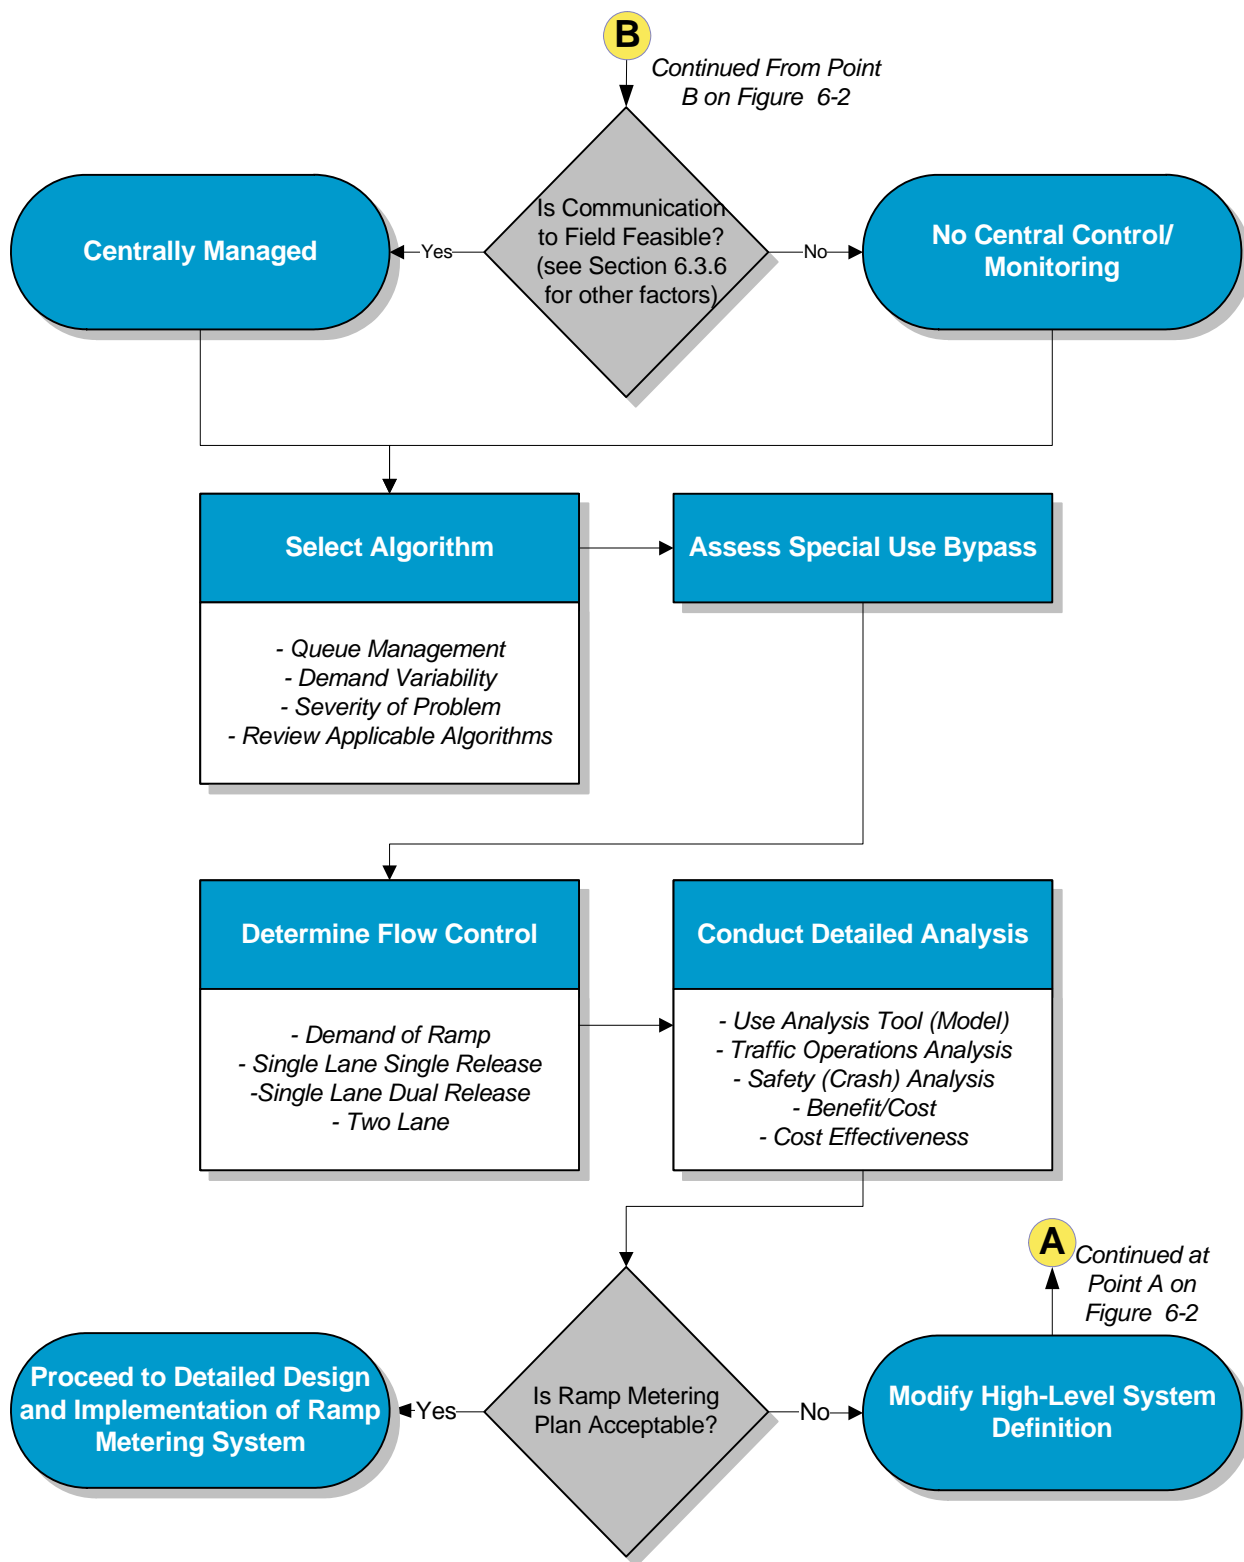 B
Continued From Point
B on Figure 6-2
Is Communication
to Field Feasible?
(see Section 6.3.6
for other factors)
Yes
No
Centrally Managed
No Central Control/
Monitoring
Select Algorithm
- Queue Management
- Demand Variability
- Severity of Problem
- Review Applicable Algorithms
Assess Special Use Bypass
Determine Flow Control
- Demand of Ramp
- Single Lane Single Release
-Single Lane Dual Release
- Two Lane
Conduct Detailed Analysis
- Use Analysis Tool (Model)
- Traffic Operations Analysis
- Safety (Crash) Analysis
- Benefit/Cost
- Cost Effectiveness
A
Continued at
Point A on
Figure 6-2
Proceed to Detailed Design
and Implementation of Ramp
Metering System
Yes
Is Ramp Metering
Plan Acceptable?
No
Modify High-Level System
Definition